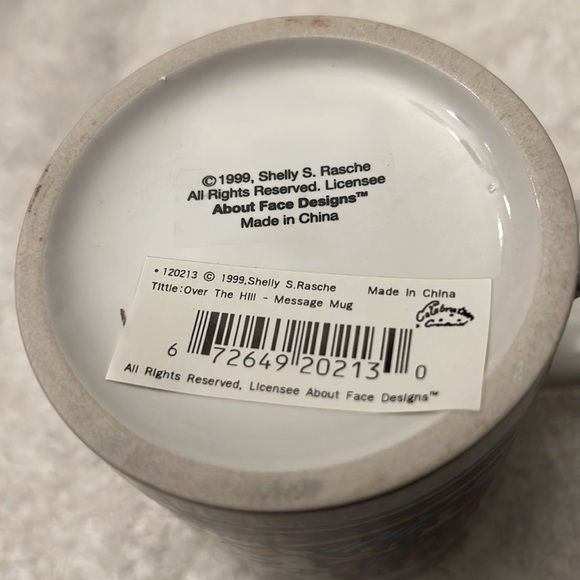 ©1999, Shelly S. Rasche
All Rights Reserved. Licensee
About Face Designs™
Made in China
• 120213 © 1999,Shelly S.Rasche Made In China
TIttle:Over The HIll - Message Mug
Celebration
6 72649 20213 0
All RIghts Reserved, LIcensee About Face DesIgns™